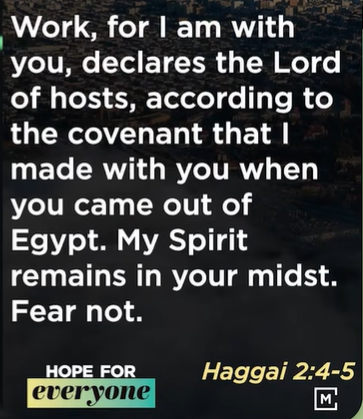 Work, for I am with
you, declares the Lord
of hosts, according to
the covenant that I
made with you when
you came out of
Egypt. My Spirit
remains in your midst.
Fear not.
Haggai 2:4-5
HOPE FOR
everyone
M